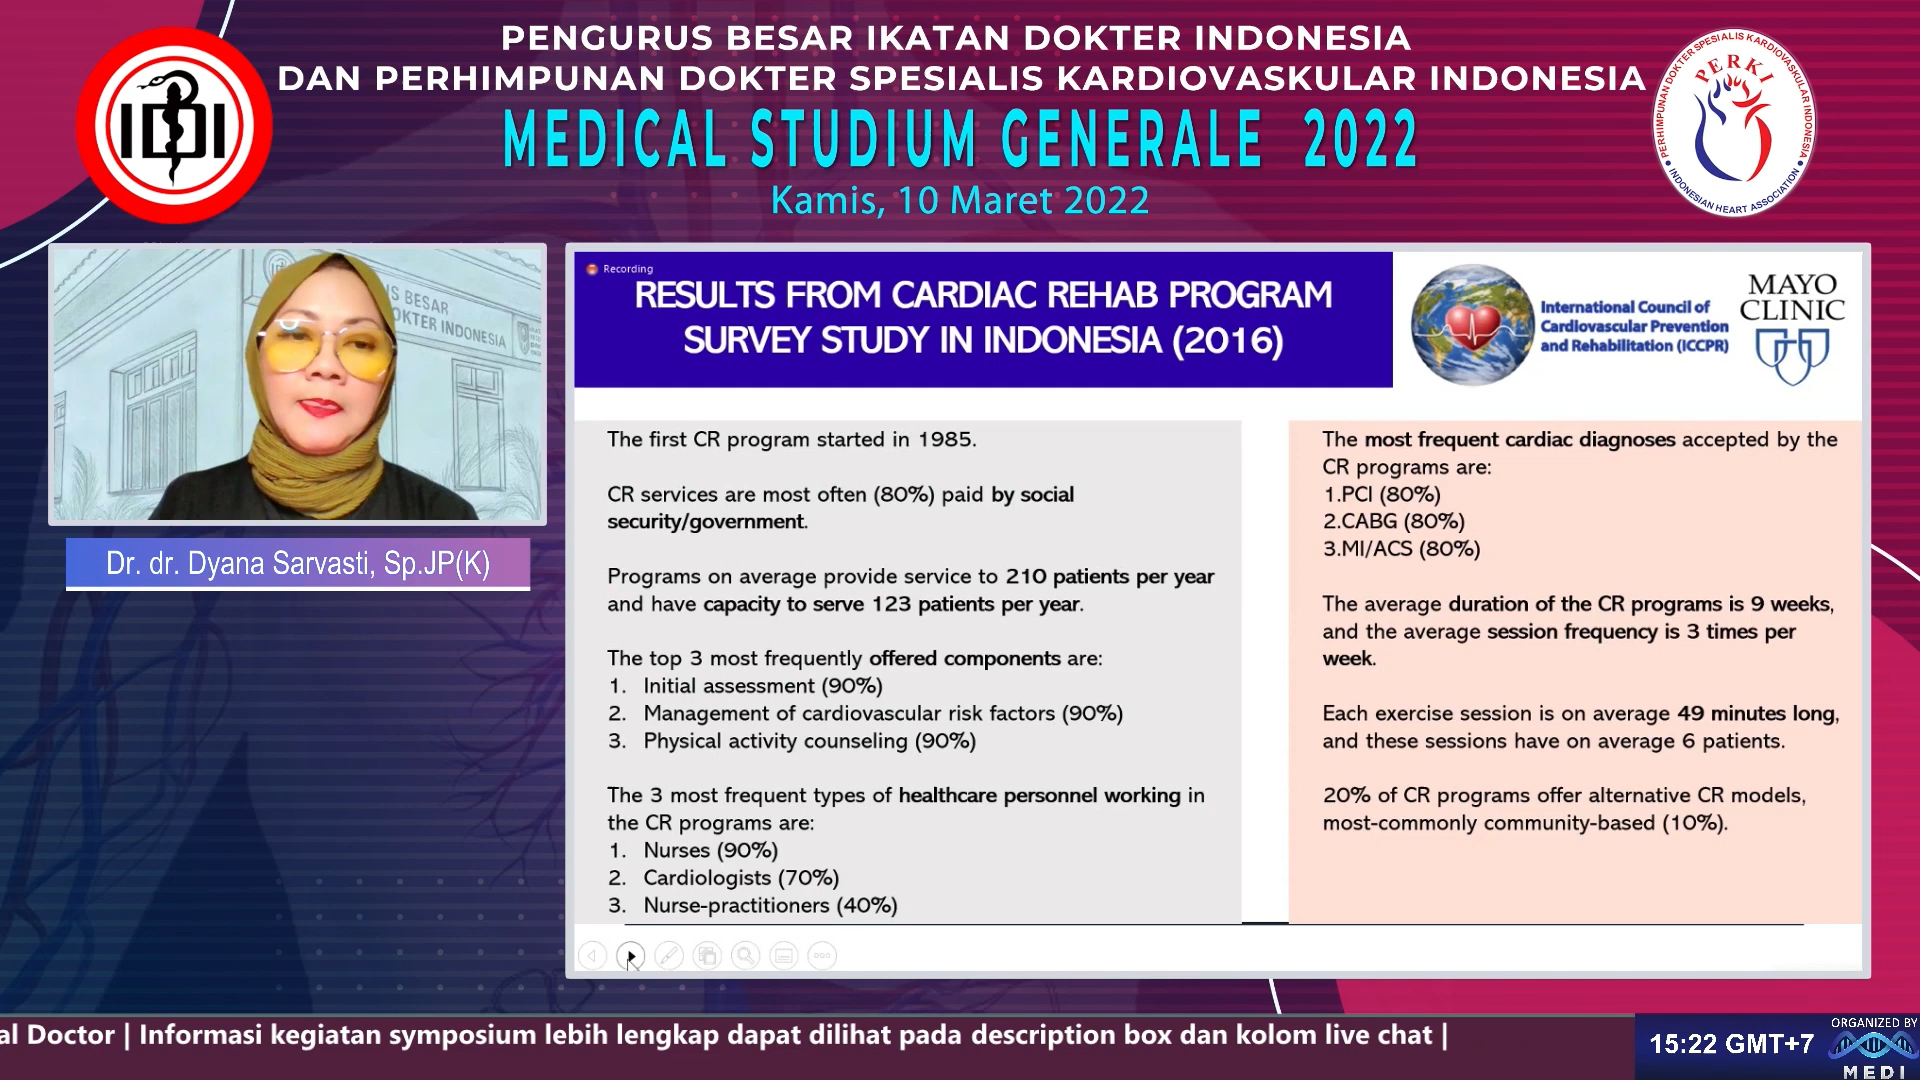 PENGURUS BESAR IKATAN DOKTER INDONESIA
DAN PERHIMPUNAN DOKTER SPESIALIS KARDIOVASKULAR INDONESIA
MEDICAL STUDIUM GENERALE 2022
Kamis, 10 Maret 2022
IDI
PERHIMPUNAN DOKTER SPESIALIS KARDIOVASKULAR INDONESIA
PERKI
INDONESIAN HEART ASSOCIATION
S BESAR
OKTER INDONESIA
Dr. dr. Dyana Sarvasti, Sp.JP(K)
Recording
RESULTS FROM CARDIAC REHAB PROGRAM
SURVEY STUDY IN INDONESIA (2016)
International Council of
Cardiovascular Prevention
and Rehabilitation (ICCPR)
MAYO
CLINIC
The first CR program started in 1985.
CR services are most often (80%) paid by social
security/government.
Programs on average provide service to 210 patients per year
and have capacity to serve 123 patients per year.
The top 3 most frequently offered components are:
1. Initial assessment (90%)
2. Management of cardiovascular risk factors (90%)
3. Physical activity counseling (90%)
The 3 most frequent types of healthcare personnel working in
the CR programs are:
1. Nurses (90%)
2. Cardiologists (70%)
3. Nurse-practitioners (40%)
The most frequent cardiac diagnoses accepted by the
CR programs are:
1.PCI (80%)
2.CABG (80%)
3.MI/ACS (80%)
The average duration of the CR programs is 9 weeks,
and the average session frequency is 3 times per
week.
Each exercise session is on average 49 minutes long,
and these sessions have on average 6 patients.
20% of CR programs offer alternative CR models,
most-commonly community-based (10%).
al Doctor | Informasi kegiatan symposium lebih lengkap dapat dilihat pada description box dan kolom live chat |
15:22 GMT+7
ORGANIZED BY
MEDI